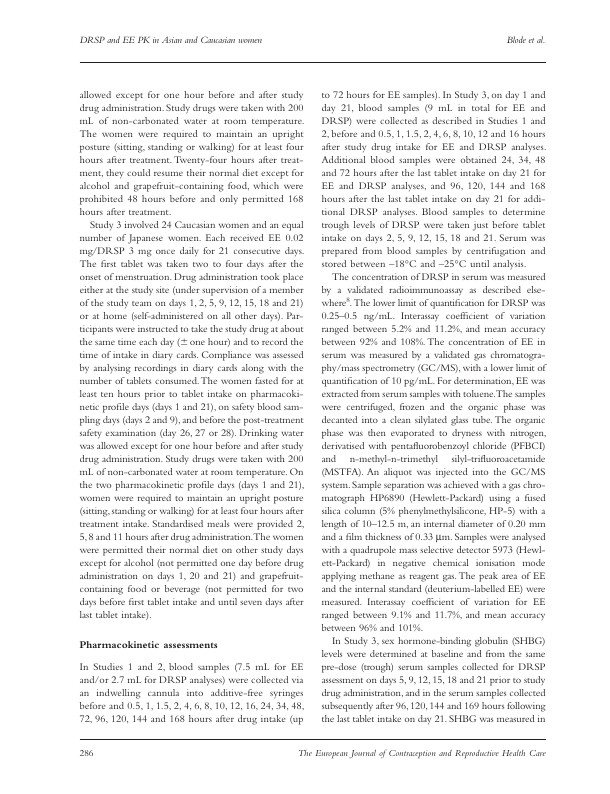 DRSP and EE PK in Asian and Caucasian women
Blode et al.
allowed except for one hour before and after study
drug administration. Study drugs were taken with 200
mL of non-carbonated water at room temperature.
The women were required to maintain an upright
posture (sitting, standing or walking) for at least four
hours after treatment. Twenty-four hours after treat-
ment, they could resume their normal diet except for
alcohol and grapefruit-containing food, which were
prohibited 48 hours before and only permitted 168
hours after treatment.
Study 3 involved 24 Caucasian women and an equal
number of Japanese women. Each received EE 0.02
mg/DRSP 3 mg once daily for 21 consecutive days.
The first tablet was taken two to four days after the
onset of menstruation. Drug administration took place
either at the study site (under supervision of a member
of the study team on days 1, 2, 5, 9, 12, 15, 18 and 21)
or at home (self-administered on all other days). Par-
ticipants were instructed to take the study drug at about
the same time each day (± one hour) and to record the
time of intake in diary cards. Compliance was assessed
by analysing recordings in diary cards along with the
number of tablets consumed. The women fasted for at
least ten hours prior to tablet intake on pharmacoki-
netic profile days (days 1 and 21), on safety blood sam-
pling days (days 2 and 9), and before the post-treatment
safety examination (day 26, 27 or 28). Drinking water
was allowed except for one hour before and after study
drug administration. Study drugs were taken with 200
mL of non-carbonated water at room temperature. On
the two pharmacokinetic profile days (days 1 and 21),
women were required to maintain an upright posture
(sitting, standing or walking) for at least four hours after
treatment intake. Standardised meals were provided 2,
5, 8 and 11 hours after drug administration. The women
were permitted their normal diet on other study days
except for alcohol (not permitted one day before drug
administration on days 1, 20 and 21) and grapefruit-
containing food or beverage (not permitted for two
days before first tablet intake and until seven days after
last tablet intake).
Pharmacokinetic assessments
In Studies 1 and 2, blood samples (7.5 mL for EE
and/or 2.7 mL for DRSP analyses) were collected via
an indwelling cannula into additive-free syringes
before and 0.5, 1, 1.5, 2, 4, 6, 8, 10, 12, 16, 24, 34, 48,
72, 96, 120, 144 and 168 hours after drug intake (up
to 72 hours for EE samples). In Study 3, on day 1 and
day 21, blood samples (9 mL in total for EE and
DRSP) were collected as described in Studies 1 and
2, before and 0.5, 1, 1.5, 2, 4, 6, 8, 10, 12 and 16 hours
after study drug intake for EE and DRSP analyses.
Additional blood samples were obtained 24, 34, 48
and 72 hours after the last tablet intake on day 21 for
EE and DRSP analyses, and 96, 120, 144 and 168
hours after the last tablet intake on day 21 for addi-
tional DRSP analyses. Blood samples to determine
trough levels of DRSP were taken just before tablet
intake on days 2, 5, 9, 12, 15, 18 and 21. Serum was
prepared from blood samples by centrifugation and
stored between –18°C and –25°C until analysis.
The concentration of DRSP in serum was measured
by a validated radioimmunoassay as described else-
where⁸. The lower limit of quantification for DRSP was
0.25–0.5 ng/mL. Interassay coefficient of variation
ranged between 5.2% and 11.2%, and mean accuracy
between 92% and 108%. The concentration of EE in
serum was measured by a validated gas chromatogra-
phy/mass spectrometry (GC/MS), with a lower limit of
quantification of 10 pg/mL. For determination, EE was
extracted from serum samples with toluene. The samples
were centrifuged, frozen and the organic phase was
decanted into a clean silylated glass tube. The organic
phase was then evaporated to dryness with nitrogen,
derivatised with pentafluorobenzoyl chloride (PFBCI)
and n-methyl-n-trimethyl silyl-trifluoroacetamide
(MSTFA). An aliquot was injected into the GC/MS
system. Sample separation was achieved with a gas chro-
matograph HP6890 (Hewlett-Packard) using a fused
silica column (5% phenylmethylsilicone, HP-5) with a
length of 10–12.5 m, an internal diameter of 0.20 mm
and a film thickness of 0.33 µm. Samples were analysed
with a quadrupole mass selective detector 5973 (Hewl-
ett-Packard) in negative chemical ionisation mode
applying methane as reagent gas. The peak area of EE
and the internal standard (deuterium-labelled EE) were
measured. Interassay coefficient of variation for EE
ranged between 9.1% and 11.7%, and mean accuracy
between 96% and 101%.
In Study 3, sex hormone-binding globulin (SHBG)
levels were determined at baseline and from the same
pre-dose (trough) serum samples collected for DRSP
assessment on days 5, 9, 12, 15, 18 and 21 prior to study
drug administration, and in the serum samples collected
subsequently after 96, 120, 144 and 169 hours following
the last tablet intake on day 21. SHBG was measured in
286
The European Journal of Contraception and Reproductive Health Care